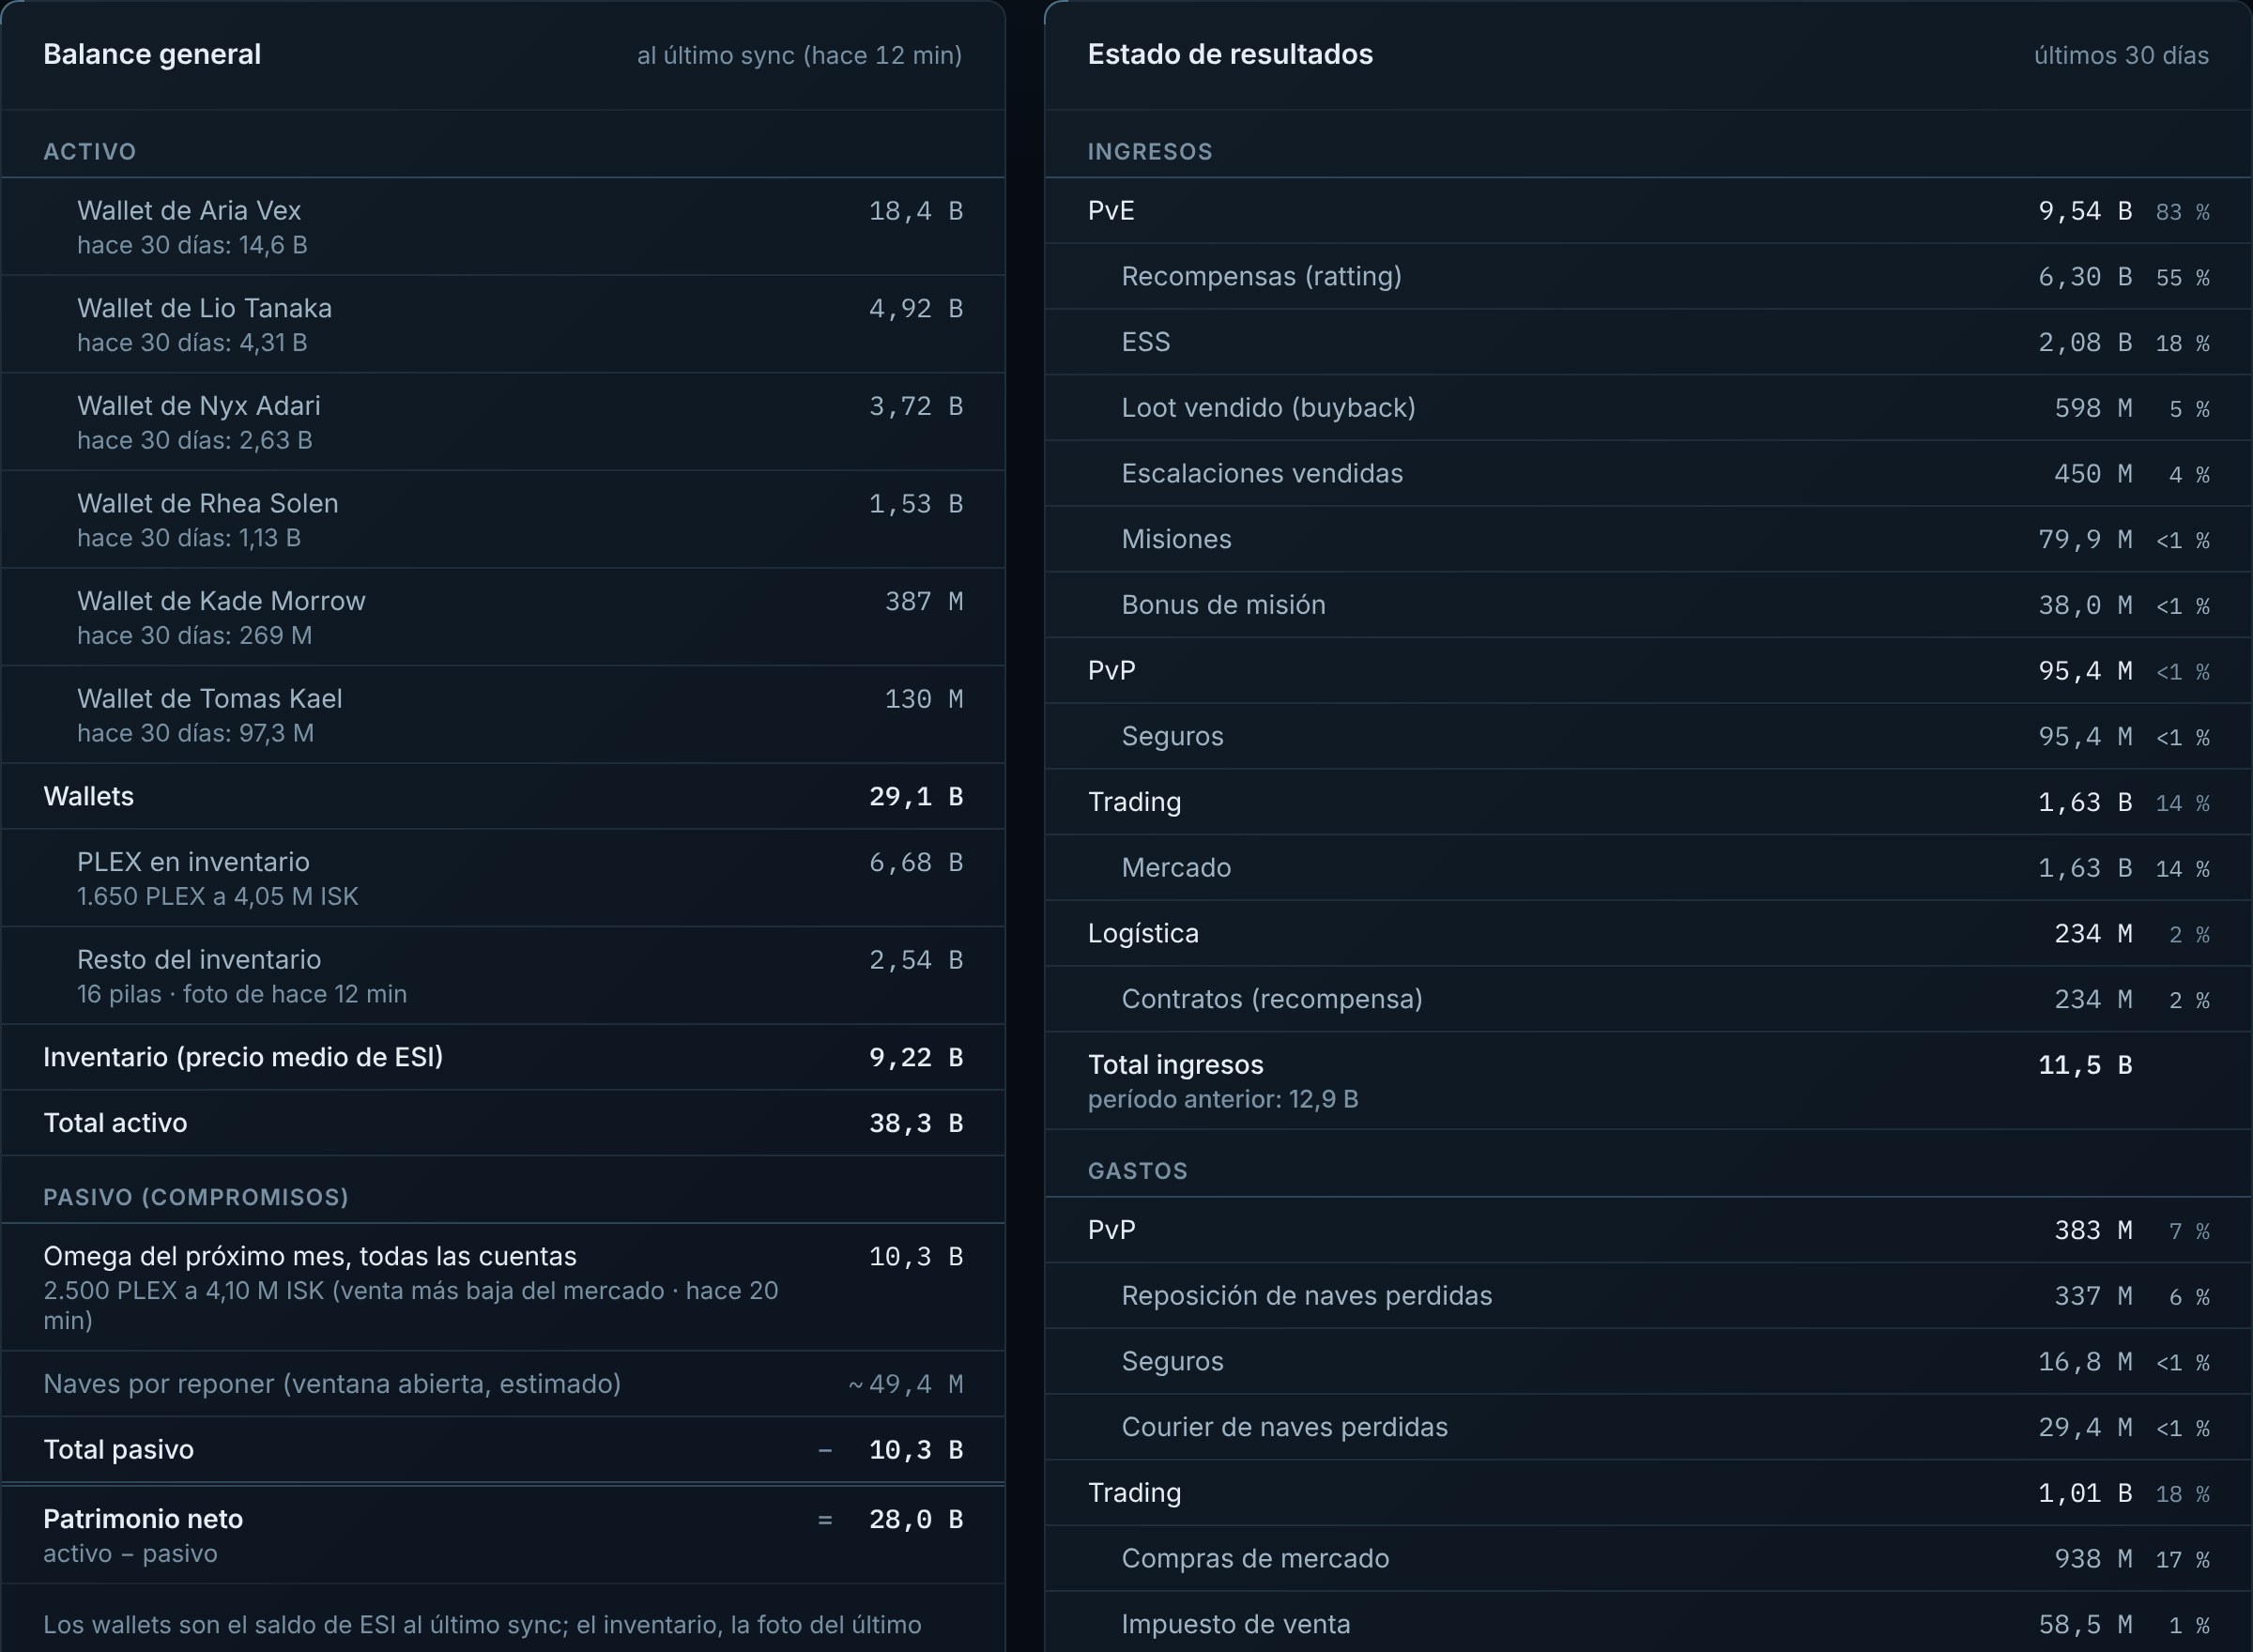 Balance general
al último sync (hace 12 min)
ACTIVO
Wallet de Aria Vex 18,4 B
hace 30 días: 14,6 B
Wallet de Lio Tanaka 4,92 B
hace 30 días: 4,31 B
Wallet de Nyx Adari 3,72 B
hace 30 días: 2,63 B
Wallet de Rhea Solen 1,53 B
hace 30 días: 1,13 B
Wallet de Kade Morrow 387 M
hace 30 días: 269 M
Wallet de Tomas Kael 130 M
hace 30 días: 97,3 M
Wallets 29,1 B
PLEX en inventario 6,68 B
1.650 PLEX a 4,05 M ISK
Resto del inventario 2,54 B
16 pilas · foto de hace 12 min
Inventario (precio medio de ESI) 9,22 B
Total activo 38,3 B
PASIVO (COMPROMISOS)
Omega del próximo mes, todas las cuentas 10,3 B
2.500 PLEX a 4,10 M ISK (venta más baja del mercado · hace 20
min)
Naves por reponer (ventana abierta, estimado) ~49,4 M
Total pasivo − 10,3 B
Patrimonio neto = 28,0 B
activo − pasivo
Los wallets son el saldo de ESI al último sync; el inventario, la foto del último
Estado de resultados
últimos 30 días
INGRESOS
PvE 9,54 B 83 %
Recompensas (ratting) 6,30 B 55 %
ESS 2,08 B 18 %
Loot vendido (buyback) 598 M 5 %
Escalaciones vendidas 450 M 4 %
Misiones 79,9 M <1 %
Bonus de misión 38,0 M <1 %
PvP 95,4 M <1 %
Seguros 95,4 M <1 %
Trading 1,63 B 14 %
Mercado 1,63 B 14 %
Logística 234 M 2 %
Contratos (recompensa) 234 M 2 %
Total ingresos 11,5 B
período anterior: 12,9 B
GASTOS
PvP 383 M 7 %
Reposición de naves perdidas 337 M 6 %
Seguros 16,8 M <1 %
Courier de naves perdidas 29,4 M <1 %
Trading 1,01 B 18 %
Compras de mercado 938 M 17 %
Impuesto de venta 58,5 M 1 %